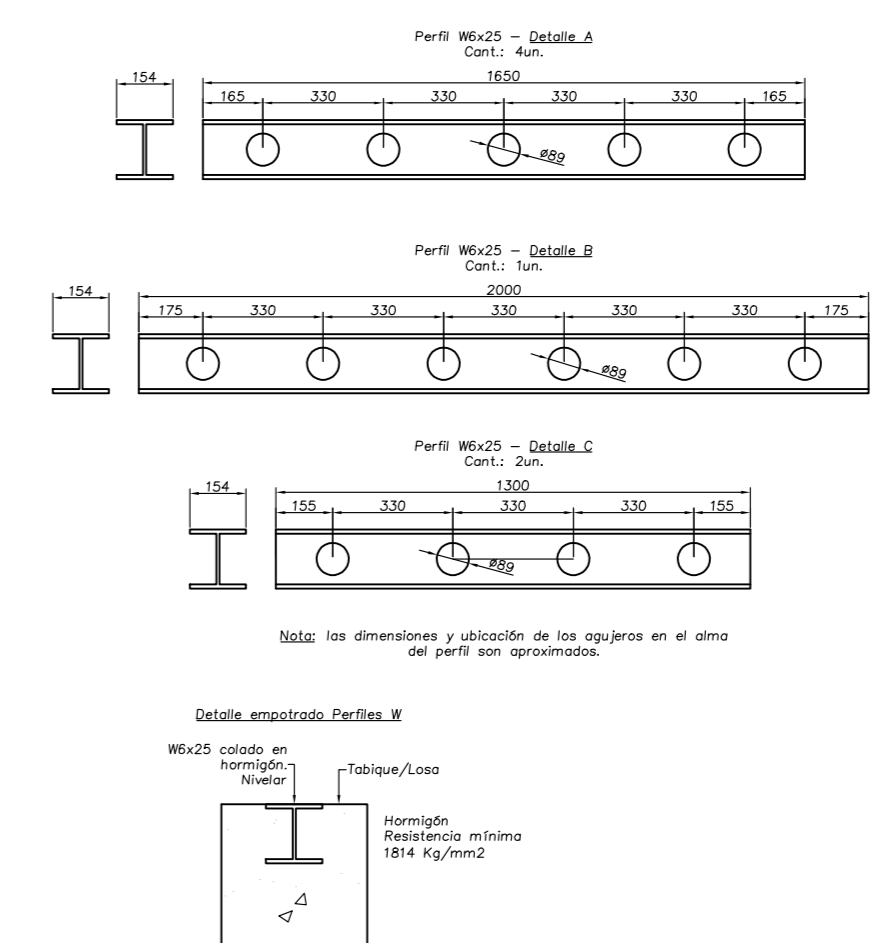 Perfil W6x25 – Detalle A
Cant.: 4un.
154
1650
165 330 330 330 330 165
ø89
Perfil W6x25 – Detalle B
Cant.: 1un.
154
2000
175 330 330 330 330 330 175
ø89
Perfil W6x25 – Detalle C
Cant.: 2un.
154
1300
155 330 330 330 155
ø89
Nota: las dimensiones y ubicación de los agujeros en el alma
del perfil son aproximados.
Detalle empotrado Perfiles W
W6x25 colado en
hormigón.
Nivelar
Tabique/Losa
Hormigón
Resistencia mínima
1814 Kg/mm2